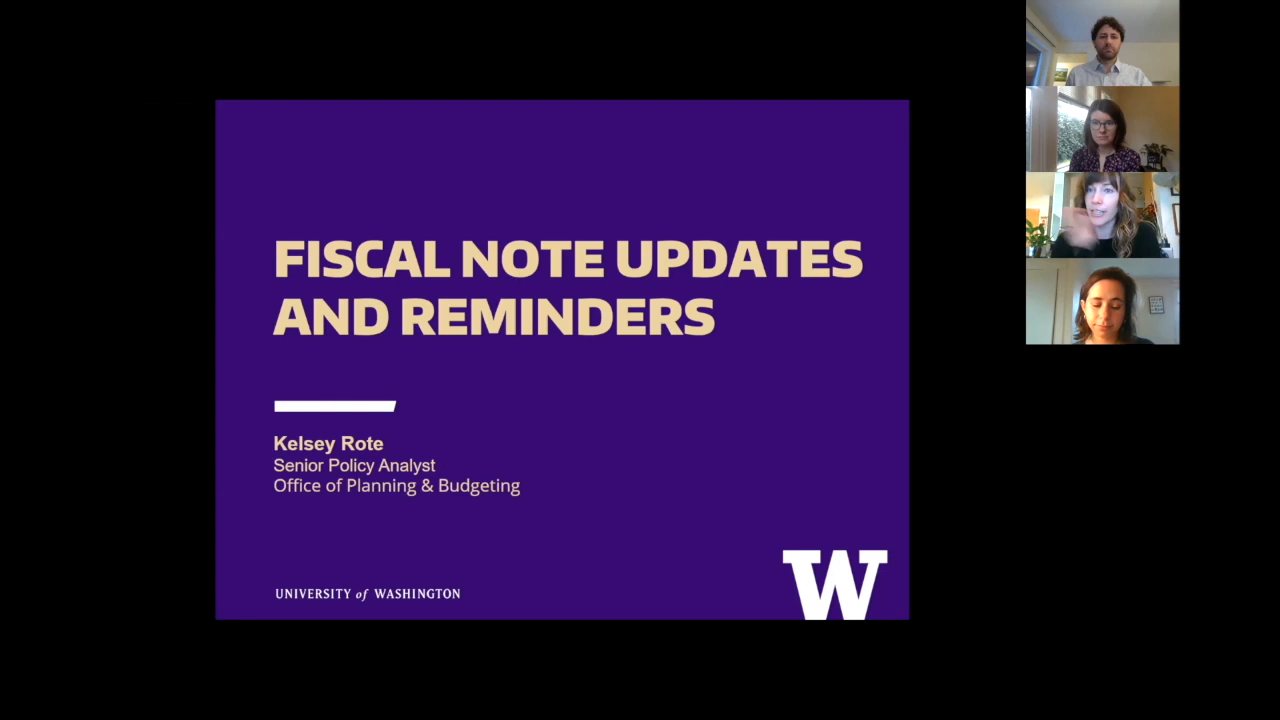 FISCAL NOTE UPDATES
AND REMINDERS
Kelsey Rote
Senior Policy Analyst
Office of Planning & Budgeting
UNIVERSITY of WASHINGTON
W